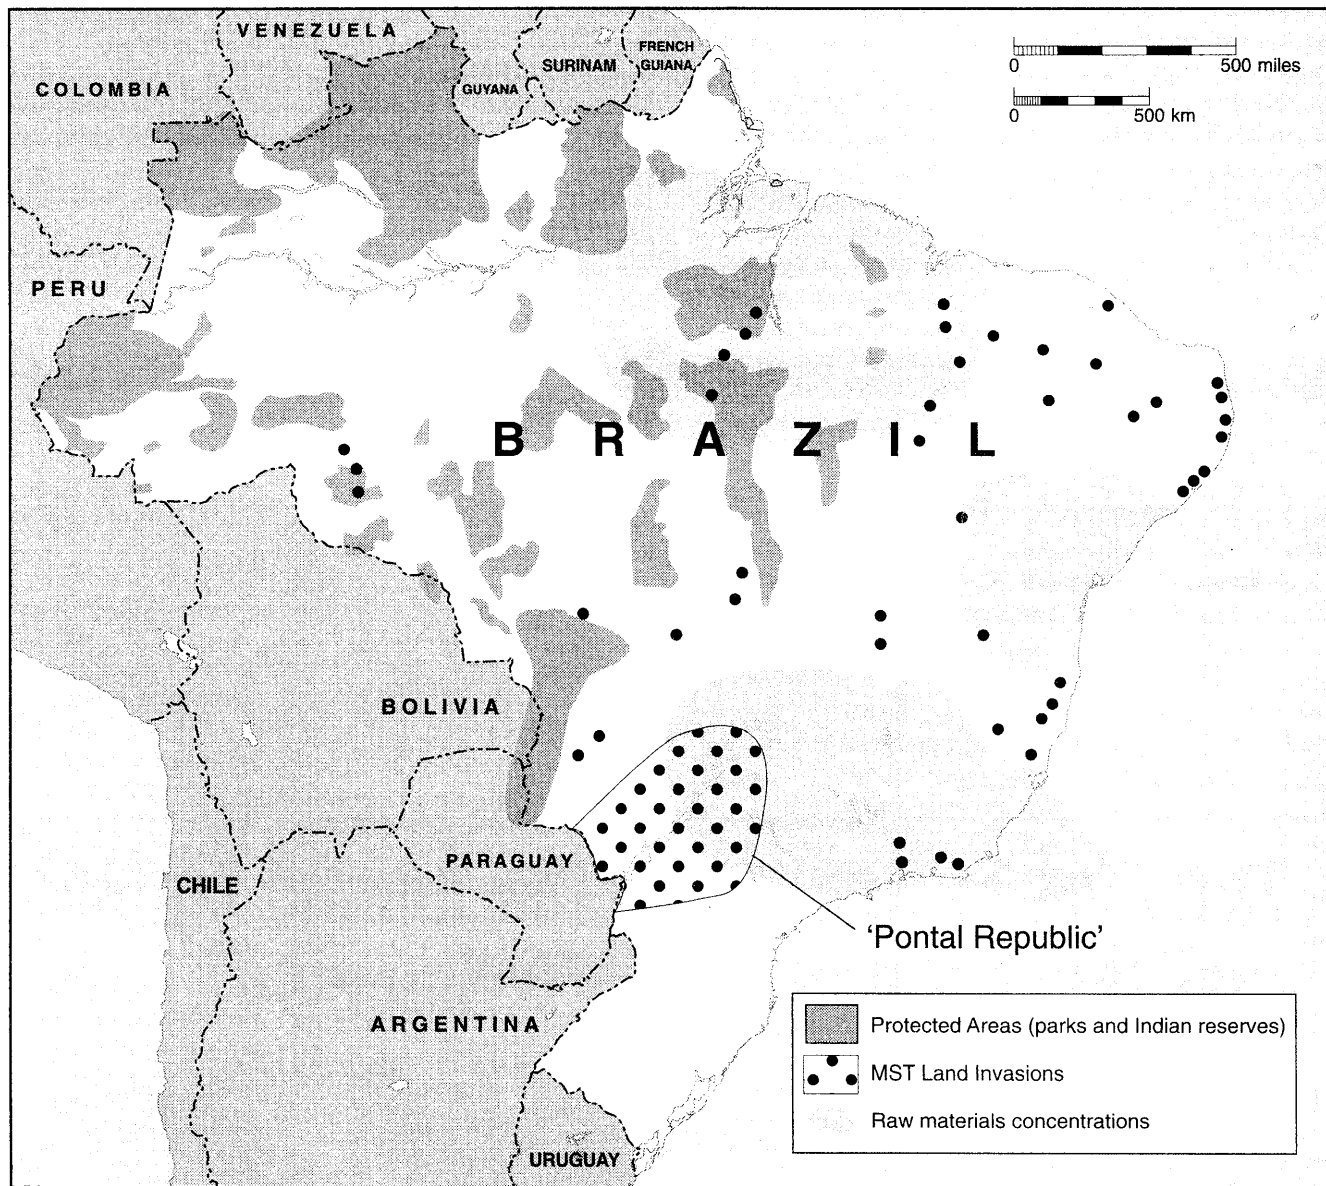 VENEZUELA
FRENCH
GUIANA
SURINAM
GUYANA
COLOMBIA
0 500 miles
0 500 km
PERU
BRAZIL
BOLIVIA
PARAGUAY
CHILE
'Pontal Republic'
ARGENTINA
URUGUAY
Protected Areas (parks and Indian reserves)
MST Land Invasions
Raw materials concentrations